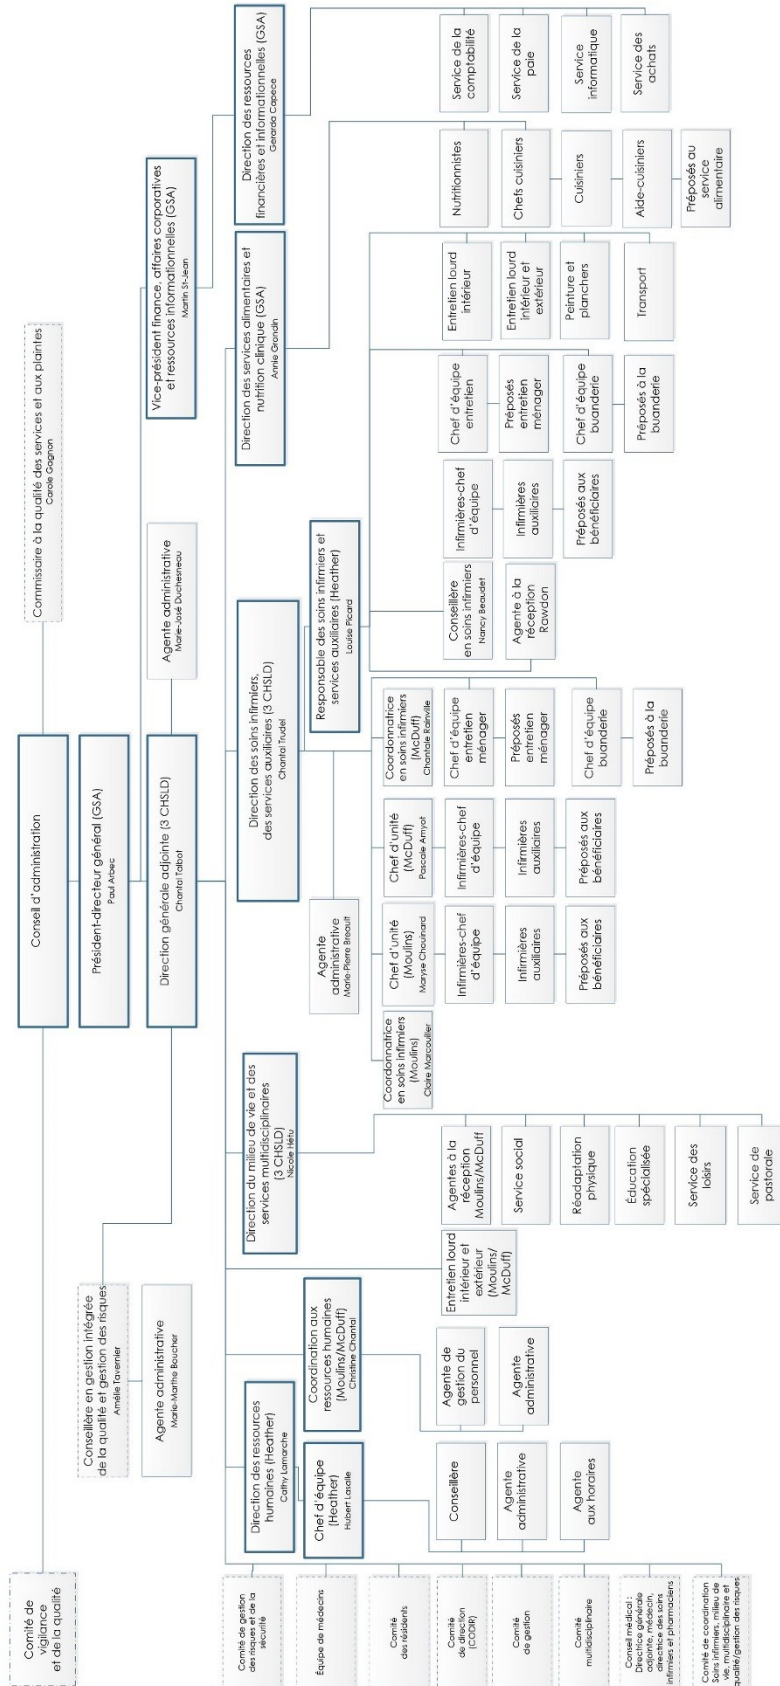 Comité de
vigilance
et de la qualité
Conseil d'administration
Commissaire à la qualité des services et aux plaintes
Carole Gagnon
Président-directeur général (GSA)
Paul Arbec
Conseillère en gestion intégrée
de la qualité et gestion des risques
Amélie Tavernier
Agente administrative
Marie-Marthe Boucher
Direction générale adjointe (3 CHSLD)
Chantal Talbot
Agente administrative
Marie-José Duchesneau
Vice-président finance, affaires corporatives
et ressources informationnelles (GSA)
Martin St-Jean
Comité de gestion
des risques et de la
sécurité
Équipe de médecins
Comité
des résidents
Comité
de direction
(CODIR)
Comité
de gestion
Comité
multidisciplinaire
Conseil médical :
Directrice générale
adjointe, médecin,
directrice des soins
infirmiers et pharmaciens
Comité de coordination
Soins infirmiers, milieu de
vie, multidisciplinaire et
qualité/gestion des risques
Direction des ressources
humaines (Heather)
Cathy Lamarche
Chef d'équipe
(Heather)
Hubert Lasalle
Conseillère
Agente
administrative
Agente
aux horaires
Coordination aux
ressources humaines
(Moulins/McDuff)
Christine Chantal
Agente de
gestion du
personnel
Agente
administrative
Entretien lourd
intérieur et
extérieur
(Moulins/
McDuff)
Direction du milieu de vie et des
services multidisciplinaires
(3 CHSLD)
Nicole Hétu
Agentes à la
réception
Moulins/McDuff
Service social
Réadaptation
physique
Éducation
spécialisée
Service des
loisirs
Service de
pastorale
Direction des soins infirmiers,
des services auxiliaires (3 CHSLD)
Chantal Trudel
Agente
administrative
Marie-Pierre Breault
Responsable des soins infirmiers et
services auxiliaires (Heather)
Louise Picard
Coordonnatrice
en soins infirmiers
(Moulins)
Claire Marcouiller
Chef d'unité
(Moulins)
Maryse Chouinard
Infirmières-chef
d'équipe
Infirmières
auxiliaires
Préposés aux
bénéficiaires
Chef d'unité
(McDuff)
Pascale Amyot
Infirmières-chef
d'équipe
Infirmières
auxiliaires
Préposés aux
bénéficiaires
Coordonnatrice
en soins infirmiers
(McDuff)
Chantale Rainville
Chef d'équipe
entretien
ménager
Préposés
entretien
ménager
Chef d'équipe
buanderie
Préposés à la
buanderie
Conseillère
en soins infirmiers
Nancy Beaudet
Agente à la
réception
Rawdon
Infirmières-chef
d'équipe
Infirmières
auxiliaires
Préposés aux
bénéficiaires
Chef d'équipe
entretien
Préposés
entretien
ménager
Chef d'équipe
buanderie
Préposés à la
buanderie
Entretien lourd
intérieur
Entretien lourd
intérieur et
extérieur
Peinture et
planchers
Transport
Direction des services alimentaires et
nutrition clinique (GSA)
Annie Grondin
Nutritionnistes
Chefs cuisiniers
Cuisiniers
Aide-cuisiniers
Préposés au
service
alimentaire
Direction des ressources
financières et informationnelles (GSA)
Gerarda Capece
Service de la
comptabilité
Service de la
paie
Service
informatique
Service des
achats